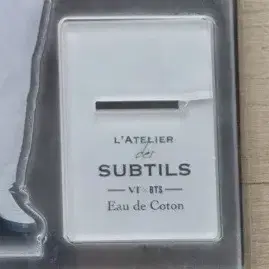 L'ATELIER
des
SUBTILS
VT × BTS
Eau de Coton